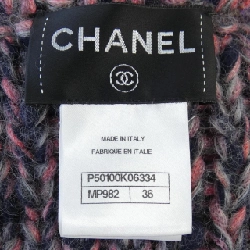 CHANEL
MADE IN ITALY
FABRIQUE EN ITALIE
P50100K06334
MP982 36